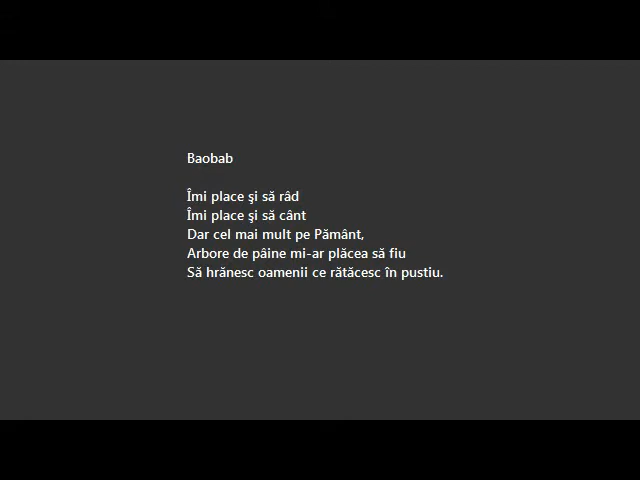 Baobab
Îmi place şi să râd
Îmi place şi să cânt
Dar cel mai mult pe Pământ,
Arbore de pâine mi-ar plăcea să fiu
Să hrănesc oamenii ce rătăcesc în pustiu.